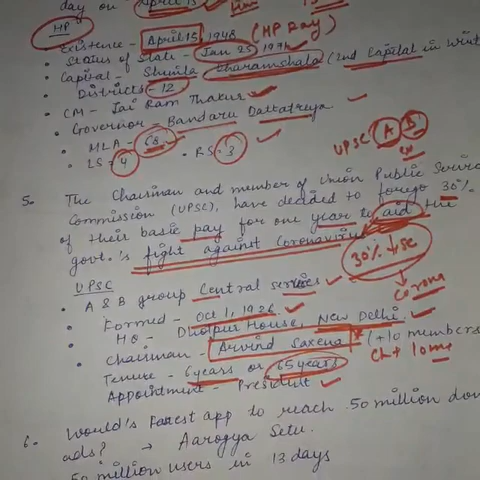 day on - April 15
HP
(HP Day)
• Existence - April 15, 1948
• Status of State - Jan 25, 1971
• Capital - Shimla, Dharamshala (2nd Capital in wint
• Districts - 12
• CM - Jai Ram Thakur
• Governor - Bandaru Dattatreya
• MLA - 68
• LS - 4 • RS - 3
UPSC A B
5. The Chairman and member of Union Public Service
Commission (UPSC), have decided to forego 30%
of their basic pay for one year to aid the
govt.'s fight against Coronavirus
30%
Corona
UPSC
• A & B group Central services
• Formed - Oct 1, 1926
• HQ - Dholpur House, New Delhi.
• Chairman - Arvind Saxena (+10 members
Ch + 10
Tenure - 6 years or 65 years
Appointment - President
6. World's Fastest app to reach 50 million down
ads? → Aarogya Setu.
50 million users in 13 days